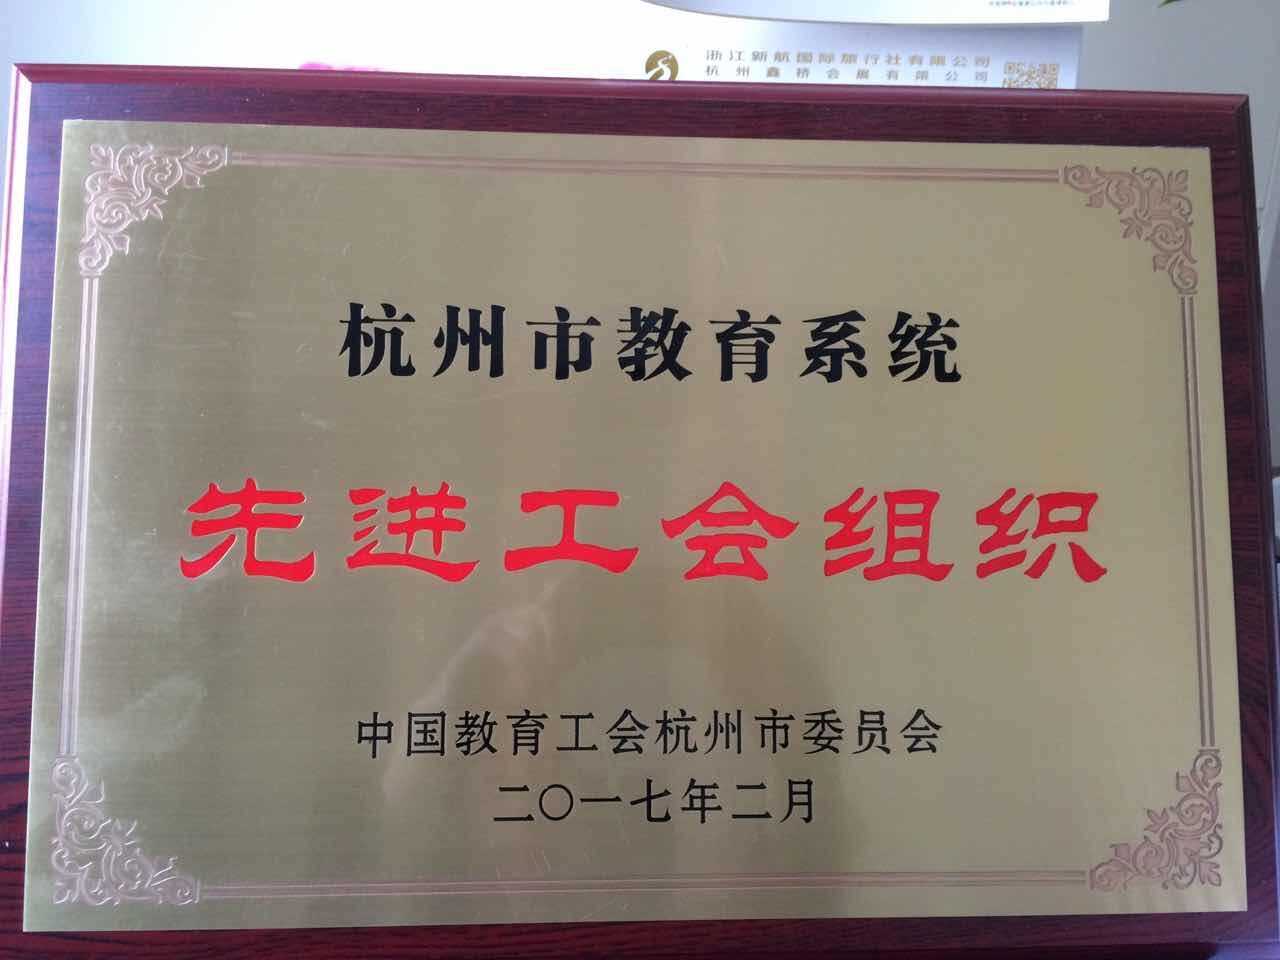 浙江新航国际旅行社有限公司
杭州鑫桥会展有限公司
杭州市教育系统
先进工会组织
中国教育工会杭州市委员会
二〇一七年二月